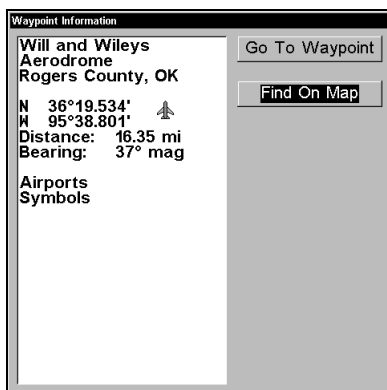 Waypoint Information
Will and Wileys
Aerodrome
Rogers County, OK
N 36°19.534'
W 95°38.801'
Distance: 16.35 mi
Bearing: 37° mag
Airports
Symbols
Go To Waypoint
Find On Map